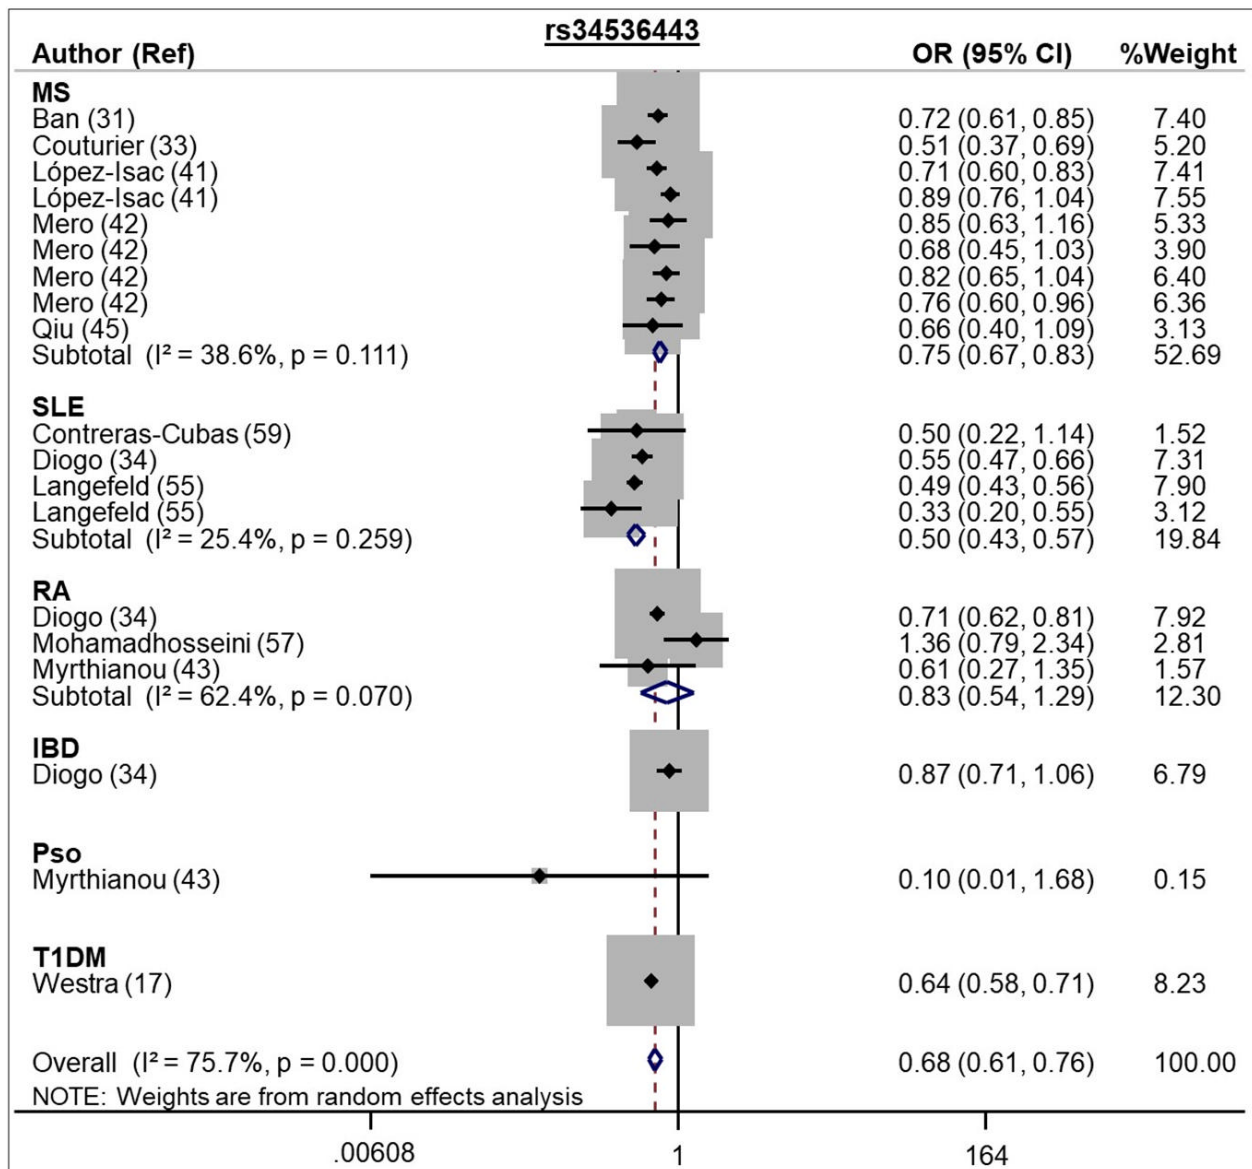 rs34536443
Author (Ref) OR (95% CI) %Weight
MS
Ban (31) 0.72 (0.61, 0.85) 7.40
Couturier (33) 0.51 (0.37, 0.69) 5.20
López-Isac (41) 0.71 (0.60, 0.83) 7.41
López-Isac (41) 0.89 (0.76, 1.04) 7.55
Mero (42) 0.85 (0.63, 1.16) 5.33
Mero (42) 0.68 (0.45, 1.03) 3.90
Mero (42) 0.82 (0.65, 1.04) 6.40
Mero (42) 0.76 (0.60, 0.96) 6.36
Qiu (45) 0.66 (0.40, 1.09) 3.13
Subtotal (I² = 38.6%, p = 0.111) 0.75 (0.67, 0.83) 52.69
SLE
Contreras-Cubas (59) 0.50 (0.22, 1.14) 1.52
Diogo (34) 0.55 (0.47, 0.66) 7.31
Langefeld (55) 0.49 (0.43, 0.56) 7.90
Langefeld (55) 0.33 (0.20, 0.55) 3.12
Subtotal (I² = 25.4%, p = 0.259) 0.50 (0.43, 0.57) 19.84
RA
Diogo (34) 0.71 (0.62, 0.81) 7.92
Mohamadhosseini (57) 1.36 (0.79, 2.34) 2.81
Myrthianou (43) 0.61 (0.27, 1.35) 1.57
Subtotal (I² = 62.4%, p = 0.070) 0.83 (0.54, 1.29) 12.30
IBD
Diogo (34) 0.87 (0.71, 1.06) 6.79
Pso
Myrthianou (43) 0.10 (0.01, 1.68) 0.15
T1DM
Westra (17) 0.64 (0.58, 0.71) 8.23
Overall (I² = 75.7%, p = 0.000) 0.68 (0.61, 0.76) 100.00
NOTE: Weights are from random effects analysis
.00608 1 164